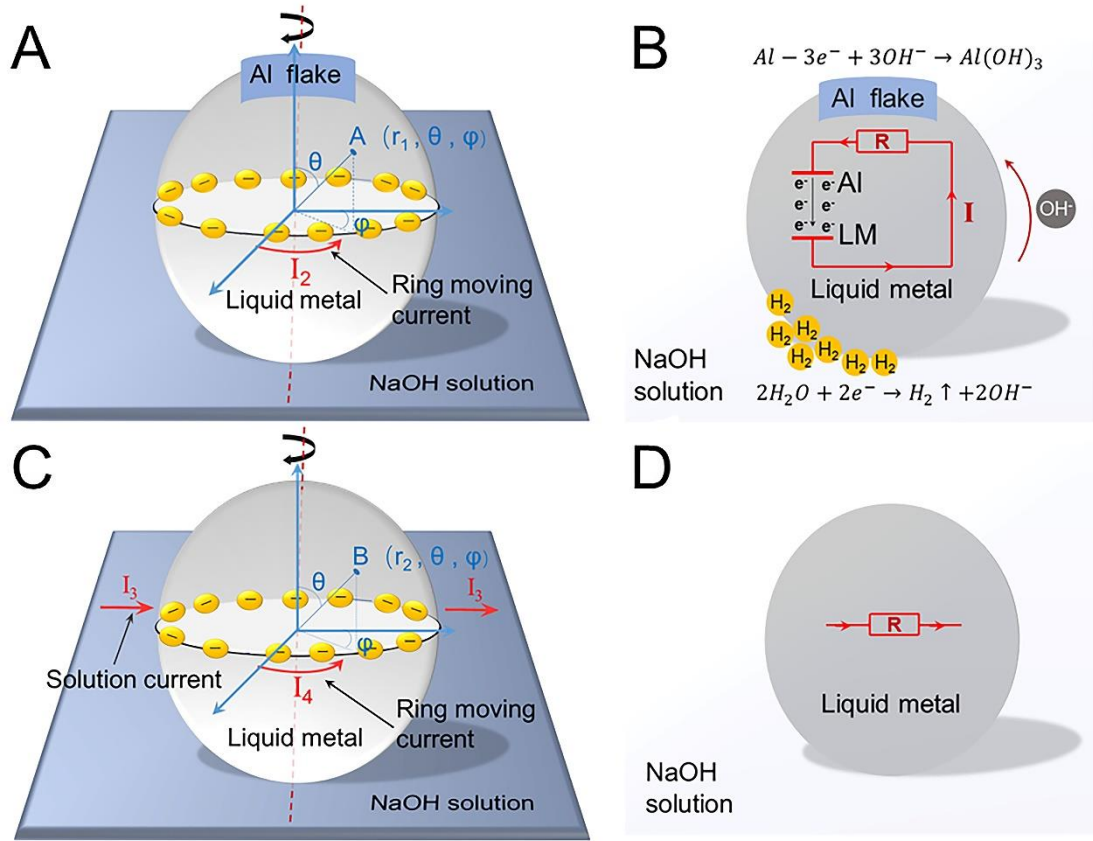 A
Al flake
A (r₁, θ, φ)
θ
φ
I₂
Ring moving
current
Liquid metal
NaOH solution
− − − − − − − − − − − − −
B
Al − 3e⁻ + 3OH⁻ → Al(OH)₃
Al flake
R
e⁻ e⁻
Al
e⁻ e⁻
e⁻ e⁻
LM
I
OH⁻
Liquid metal
H₂
H₂ H₂
H₂ H₂ H₂ H₂
NaOH
solution
2H₂O + 2e⁻ → H₂ ↑ +2OH⁻
C
B (r₂, θ, φ)
θ
I₃
I₃
φ
Solution current
I₄
Ring moving
current
Liquid metal
NaOH solution
− − − − − − − − − − − − −
D
R
Liquid metal
NaOH
solution